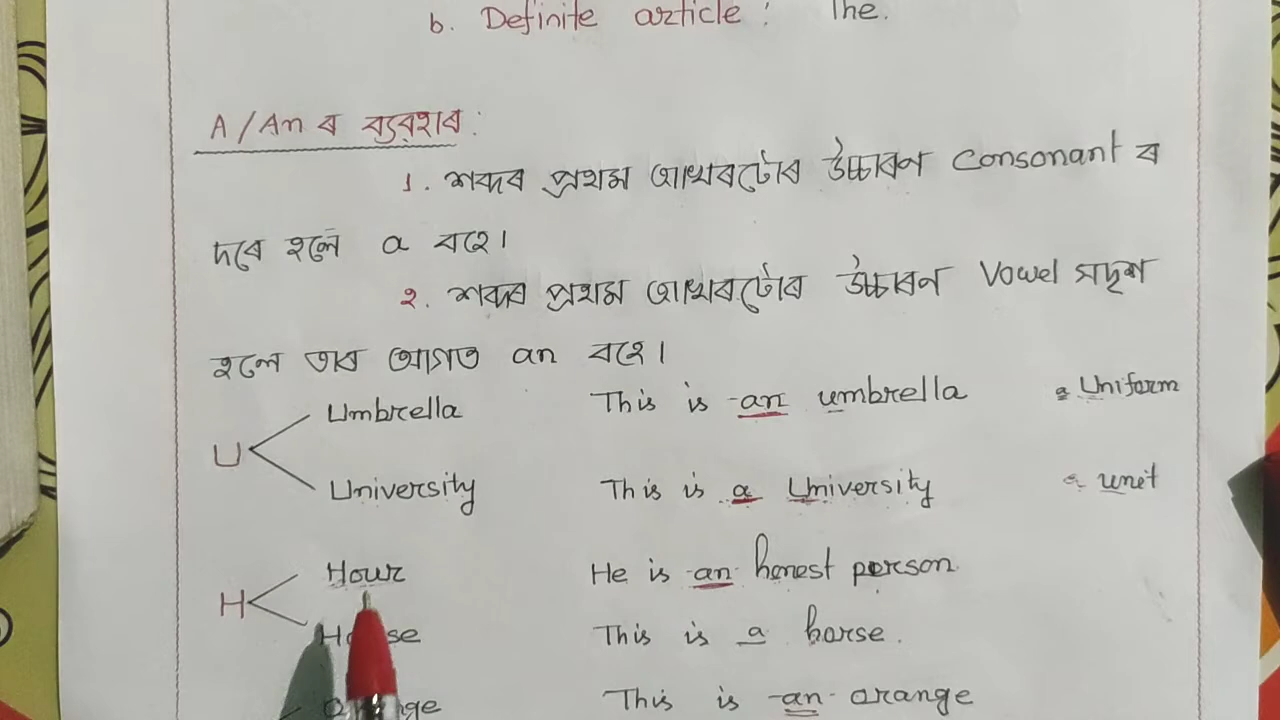 b. Definite article : The.
A/An ৰ ব্যৱহাৰ :
১. শব্দৰ প্ৰথম আখৰটোৰ উচ্চাৰণ Consonant ৰ
দৰে হলে a বহে।
২. শব্দৰ প্ৰথম আখৰটোৰ উচ্চাৰণ Vowel সদৃশ
হলে তাৰ আগত an বহে।
Umbrella This is an umbrella a Uniform
U
University This is a University a unit
Hour He is an honest person
H
This is a horse.
This is an orange